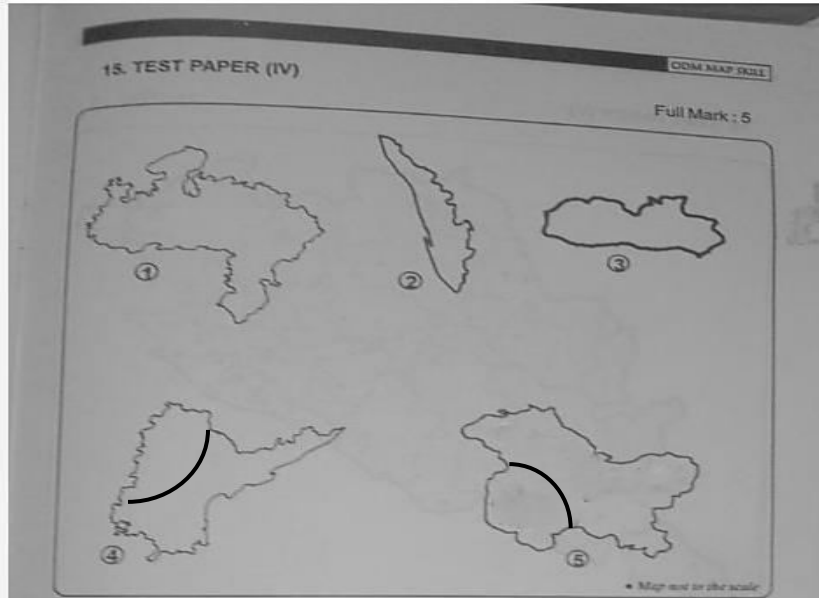 ODM MAP SKILL
15. TEST PAPER (IV)
Full Mark : 5
①
②
③
④
⑤
• Map not to the scale